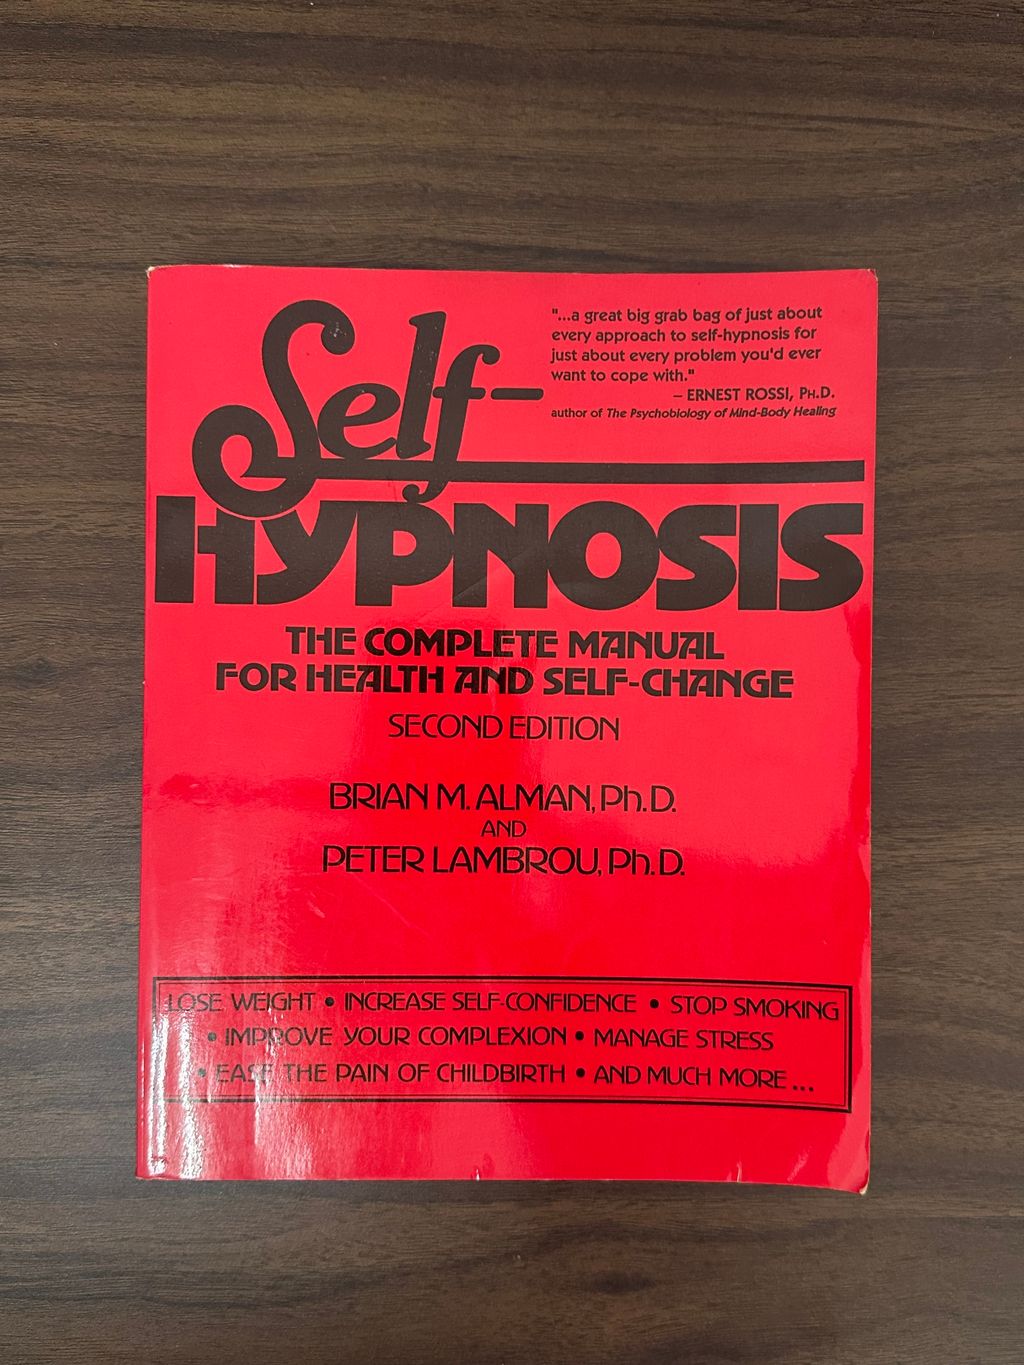 Self-
HYPNOSIS
"...a great big grab bag of just about
every approach to self-hypnosis for
just about every problem you'd ever
want to cope with."
– ERNEST ROSSI, PH.D.
author of The Psychobiology of Mind-Body Healing
THE COMPLETE MANUAL
FOR HEALTH AND SELF-CHANGE
SECOND EDITION
BRIAN M. ALMAN, Ph.D.
AND
PETER LAMBROU, Ph.D.
LOSE WEIGHT • INCREASE SELF-CONFIDENCE • STOP SMOKING
• IMPROVE YOUR COMPLEXION • MANAGE STRESS
• EASE THE PAIN OF CHILDBIRTH • AND MUCH MORE ...